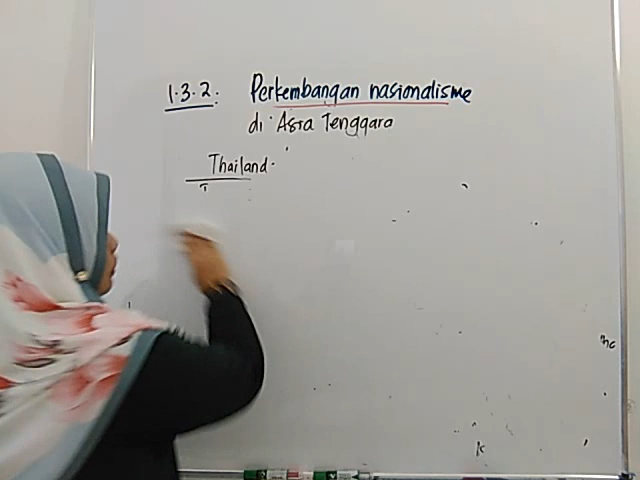 1.3.2: Perkembangan nasionalisme
di Asia Tenggara
Thailand.
T
k